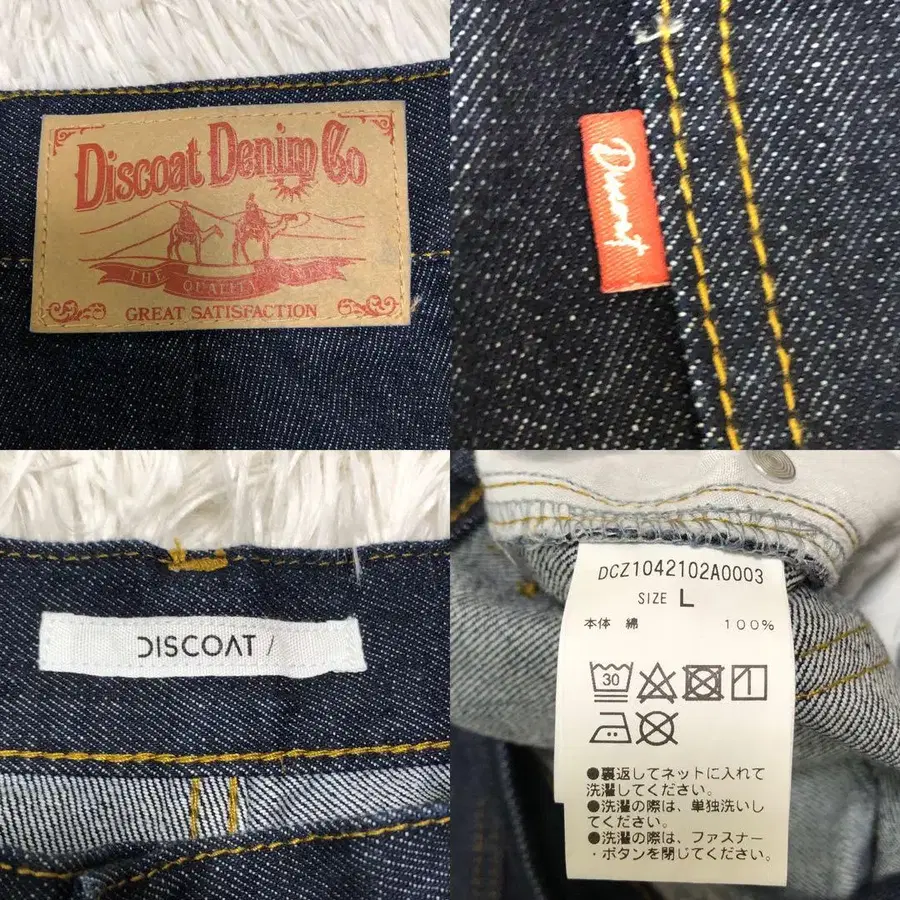 Discoat Denim Co
THE QUALITY
GREAT SATISFACTION
Discoat
DISCOAT /
DCZ1042102A0003
SIZE L
本体 綿 100%
30
●裏返してネットに入れて
洗濯してください。
●洗濯の際は、単独洗いし
てください。
●洗濯の際は、ファスナー
・ボタンを閉じてください。